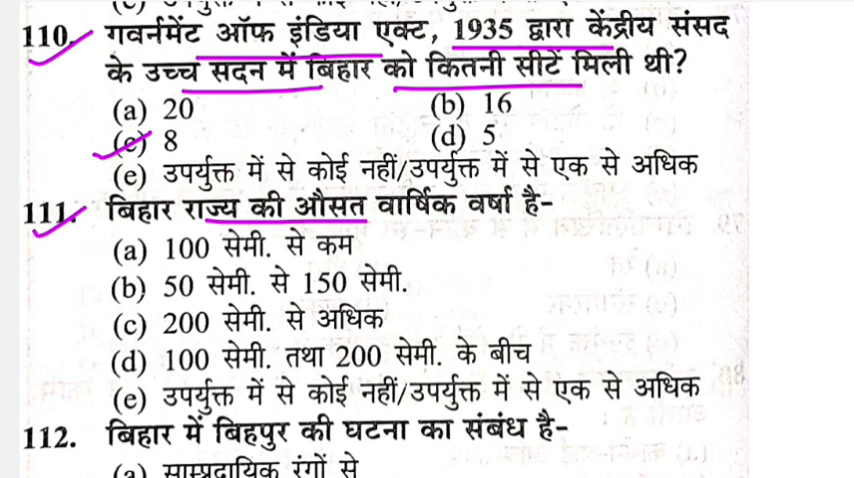 110. गवर्नमेंट ऑफ इंडिया एक्ट, 1935 द्वारा केंद्रीय संसद
के उच्च सदन में बिहार को कितनी सीटें मिली थी?
(a) 20 (b) 16
(c) 8 (d) 5
(e) उपर्युक्त में से कोई नहीं/उपर्युक्त में से एक से अधिक
111. बिहार राज्य की औसत वार्षिक वर्षा है-
(a) 100 सेमी. से कम
(b) 50 सेमी. से 150 सेमी.
(c) 200 सेमी. से अधिक
(d) 100 सेमी. तथा 200 सेमी. के बीच
(e) उपर्युक्त में से कोई नहीं/उपर्युक्त में से एक से अधिक
112. बिहार में बिहपुर की घटना का संबंध है-
(a) साम्प्रदायिक रंगों से